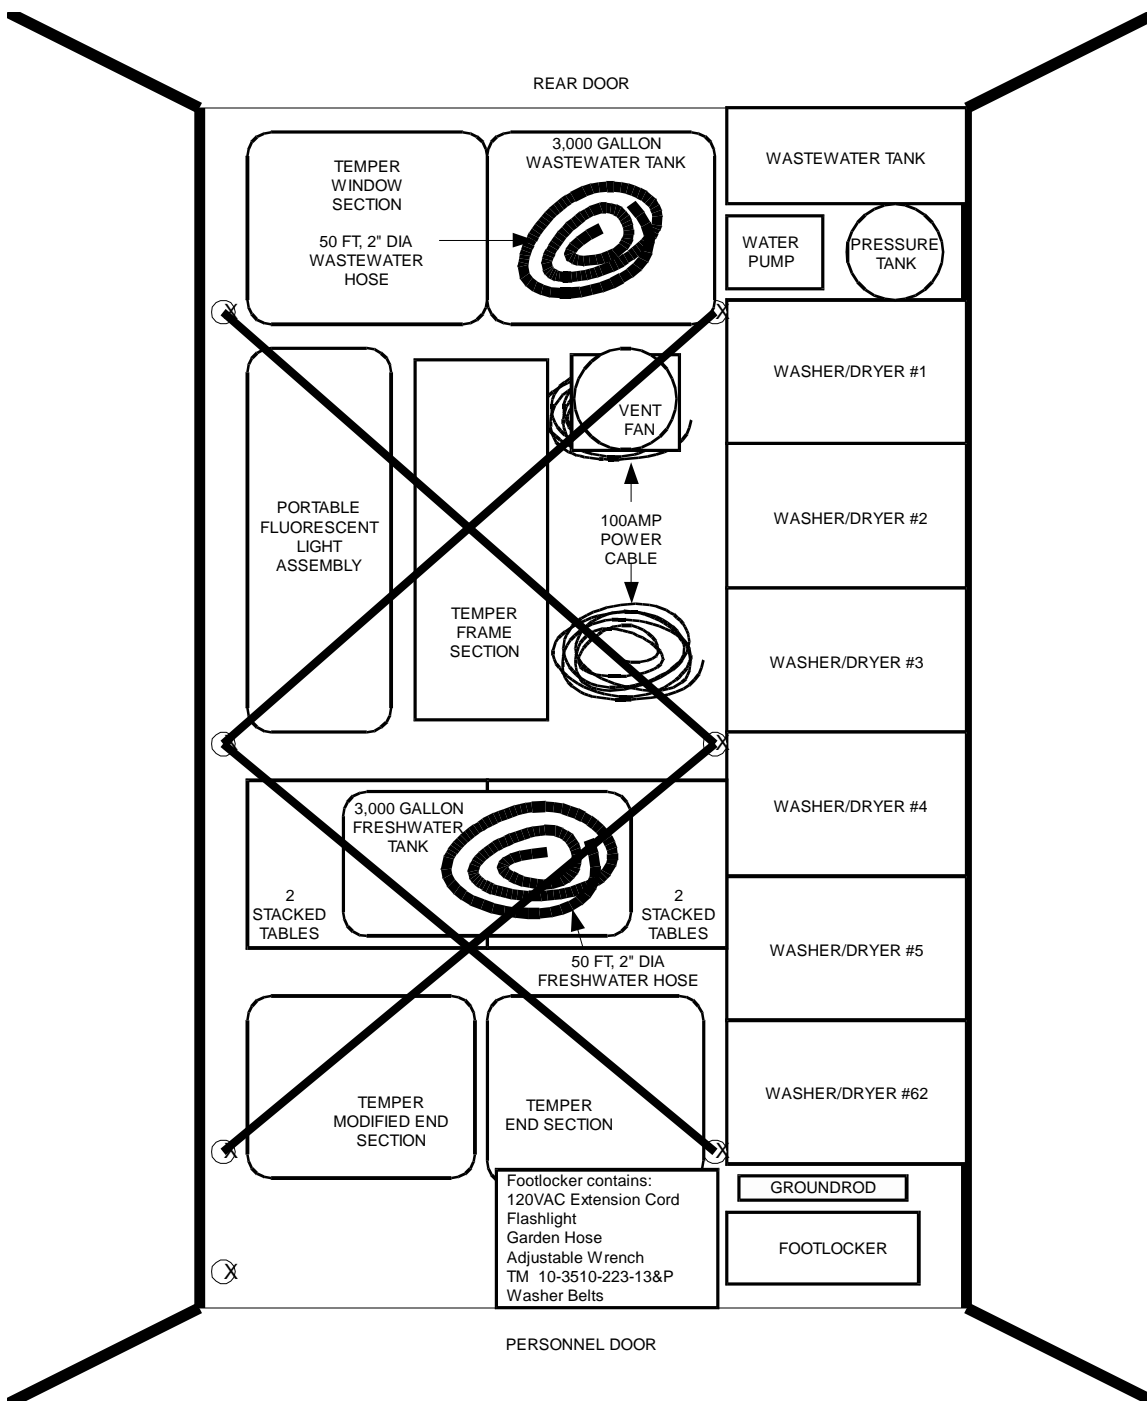 REAR DOOR
3,000 GALLON
WASTEWATER TANK
WASTEWATER TANK
TEMPER
WINDOW
SECTION
50 FT, 2" DIA
WASTEWATER
HOSE
WATER
PUMP
PRESSURE
TANK
X
X
WASHER/DRYER #1
VENT
FAN
PORTABLE
FLUORESCENT
LIGHT
ASSEMBLY
100AMP
POWER
CABLE
WASHER/DRYER #2
TEMPER
FRAME
SECTION
WASHER/DRYER #3
X
X
3,000 GALLON
FRESHWATER
TANK
WASHER/DRYER #4
2
STACKED
TABLES
2
STACKED
TABLES
50 FT, 2" DIA
FRESHWATER HOSE
WASHER/DRYER #5
TEMPER
MODIFIED END
SECTION
TEMPER
END SECTION
WASHER/DRYER #62
X
X
Footlocker contains:
120VAC Extension Cord
Flashlight
Garden Hose
Adjustable Wrench
TM 10-3510-223-13&P
Washer Belts
GROUNDROD
FOOTLOCKER
X
PERSONNEL DOOR